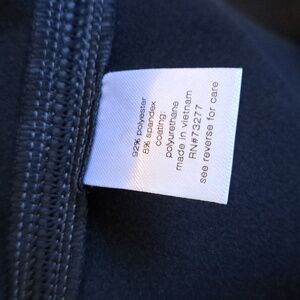 92% polyester
8% spandex
coating:
polyurethane
made in vietnam
RN#73277
see reverse for care